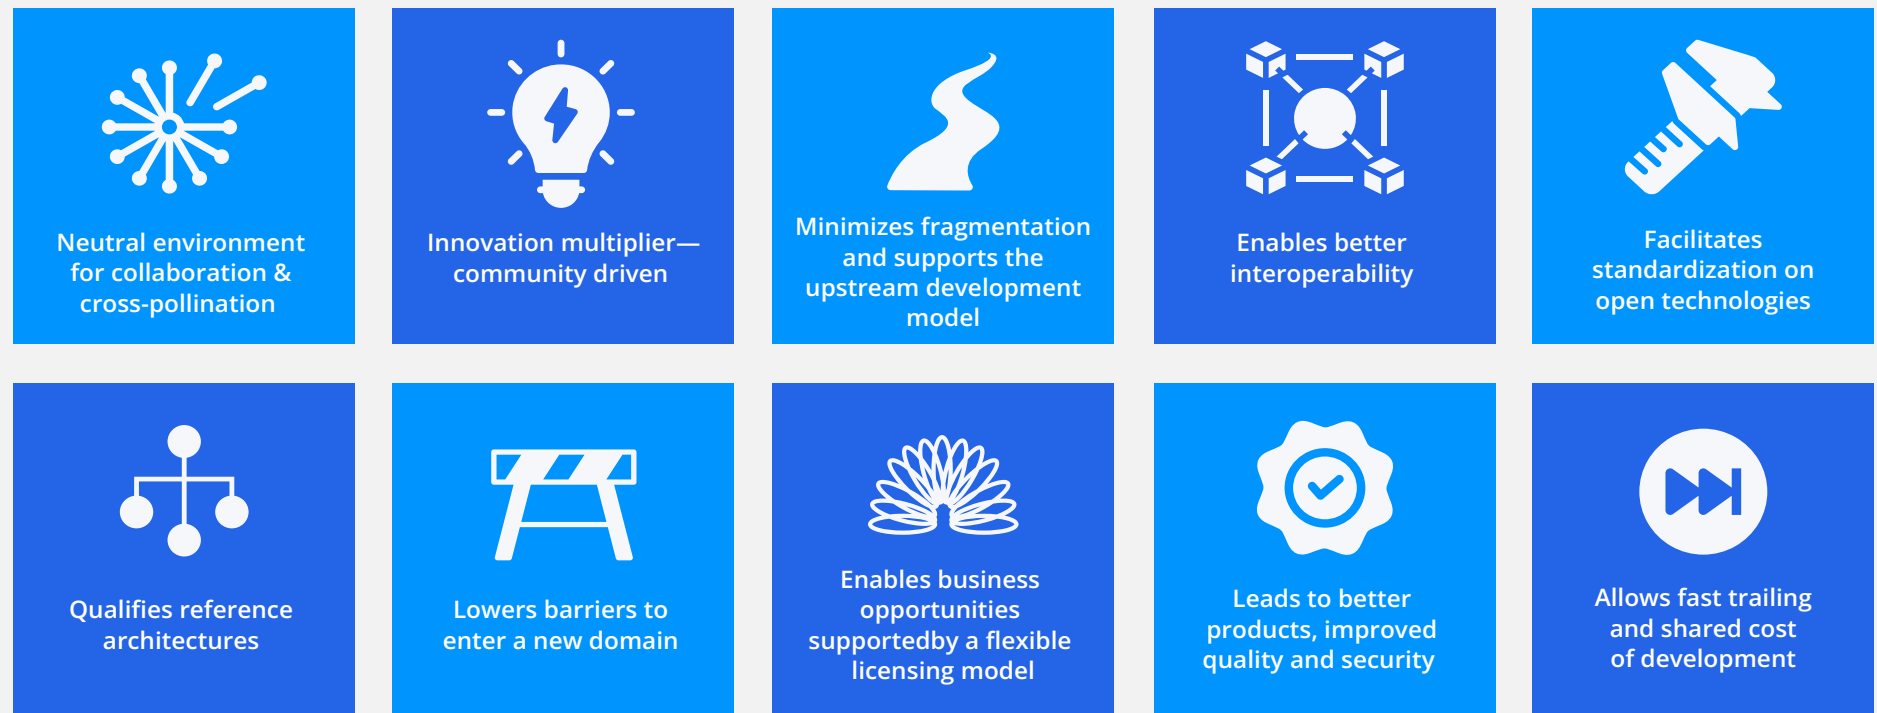 Neutral environment
for collaboration &
cross-pollination
Innovation multiplier—
community driven
Minimizes fragmentation
and supports the
upstream development
model
Enables better
interoperability
Facilitates
standardization on
open technologies
Qualifies reference
architectures
Lowers barriers to
enter a new domain
Enables business
opportunities
supportedby a flexible
licensing model
Leads to better
products, improved
quality and security
Allows fast trailing
and shared cost
of development